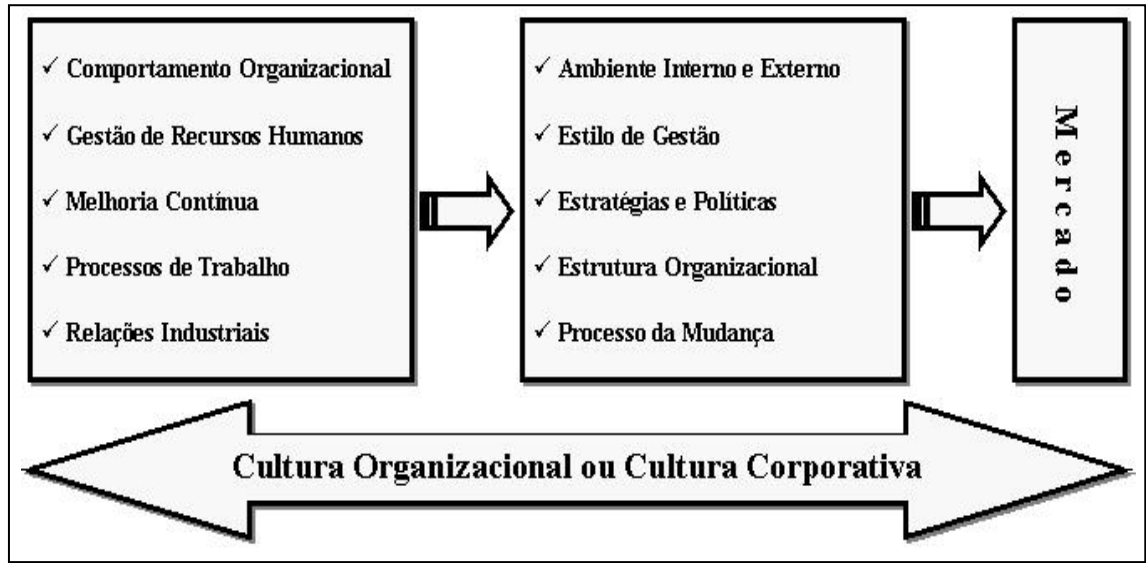 ✓ Comportamento Organizacional
✓ Gestão de Recursos Humanos
✓ Melhoria Contínua
✓ Processos de Trabalho
✓ Relações Industriais
✓ Ambiente Interno e Externo
✓ Estilo de Gestão
✓ Estratégias e Políticas
✓ Estrutura Organizacional
✓ Processo da Mudança
Mercado
Cultura Organizacional ou Cultura Corporativa